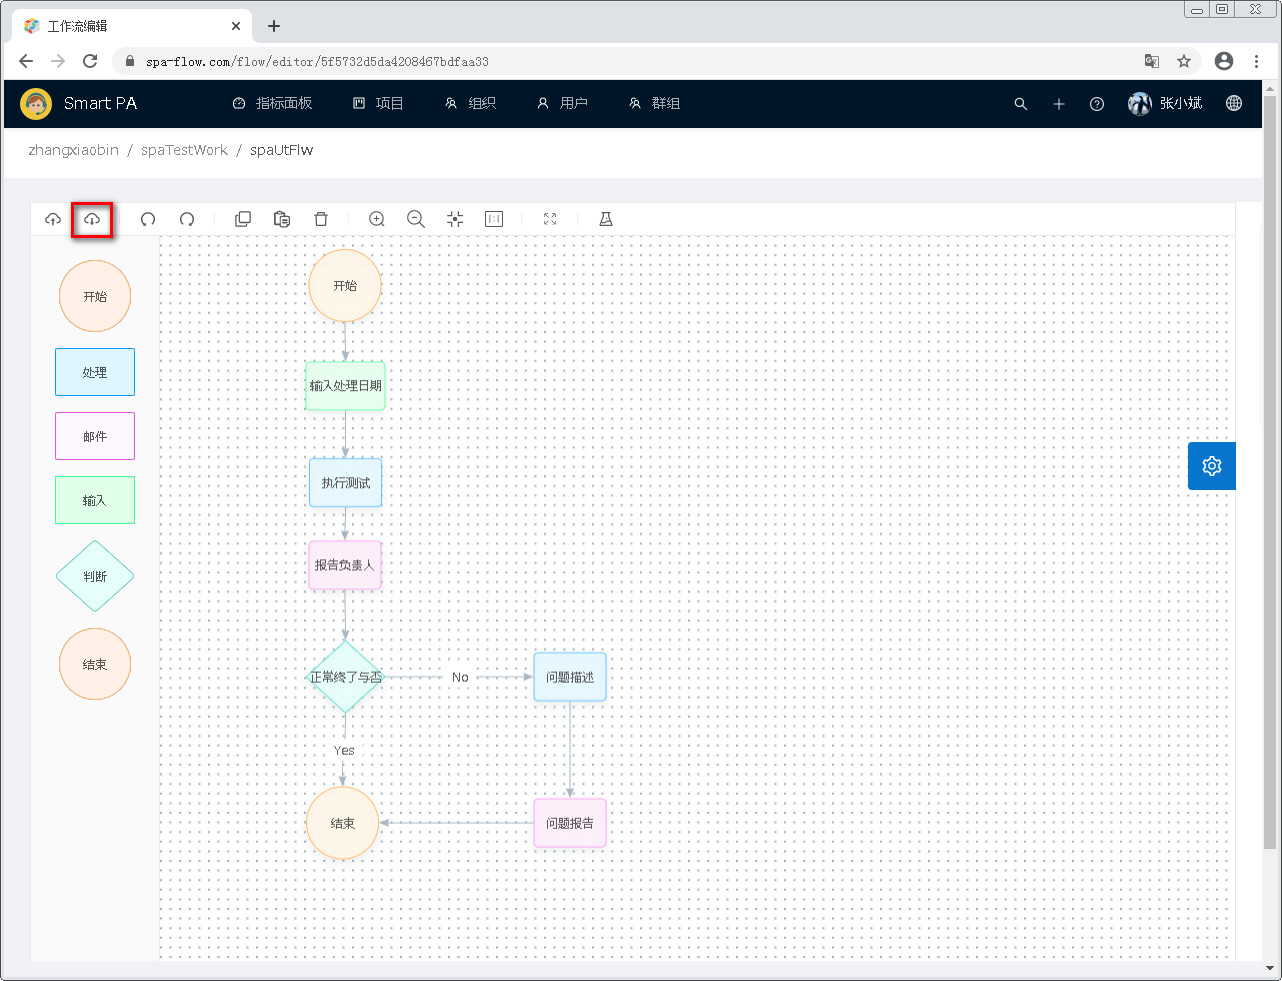 工作流编辑
spa-flow.com/flow/editor/5f5732d5da4208467bdfaa33
Smart PA 指标面板 项目 组织 用户 群组 张小斌
zhangxiaobin / spaTestWork / spaUtFlw
开始
处理
邮件
输入
判断
结束
开始
输入处理日期
执行测试
报告负责人
正常终了与否
No
问题描述
Yes
结束
问题报告